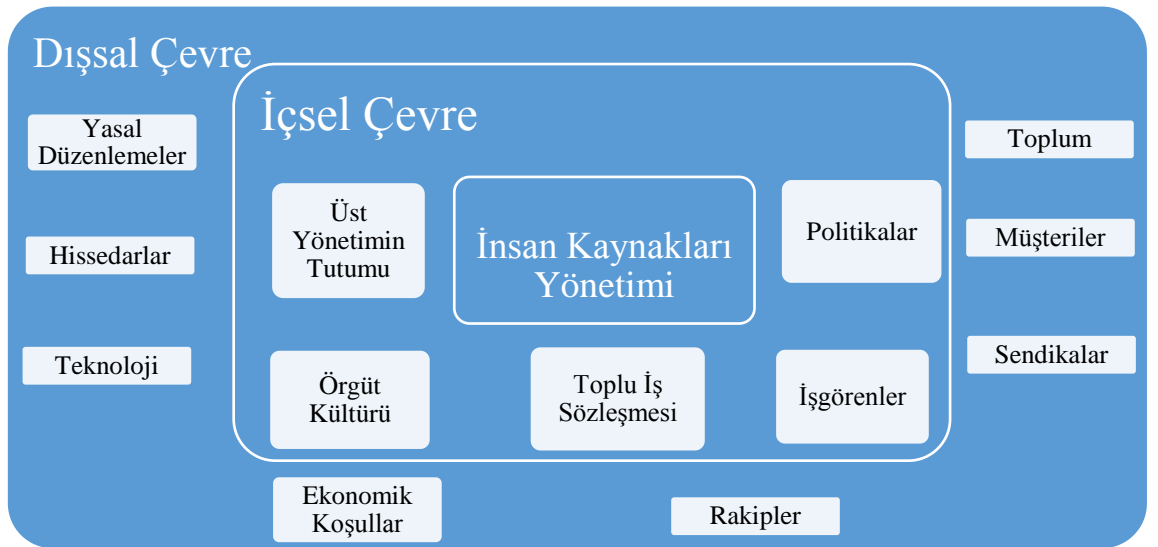 Dışsal Çevre
İçsel Çevre
Yasal
Düzenlemeler
Hissedarlar
Teknoloji
Üst
Yönetimin
Tutumu
İnsan Kaynakları
Yönetimi
Politikalar
Örgüt
Kültürü
Toplu İş
Sözleşmesi
İşgörenler
Toplum
Müşteriler
Sendikalar
Ekonomik
Koşullar
Rakipler